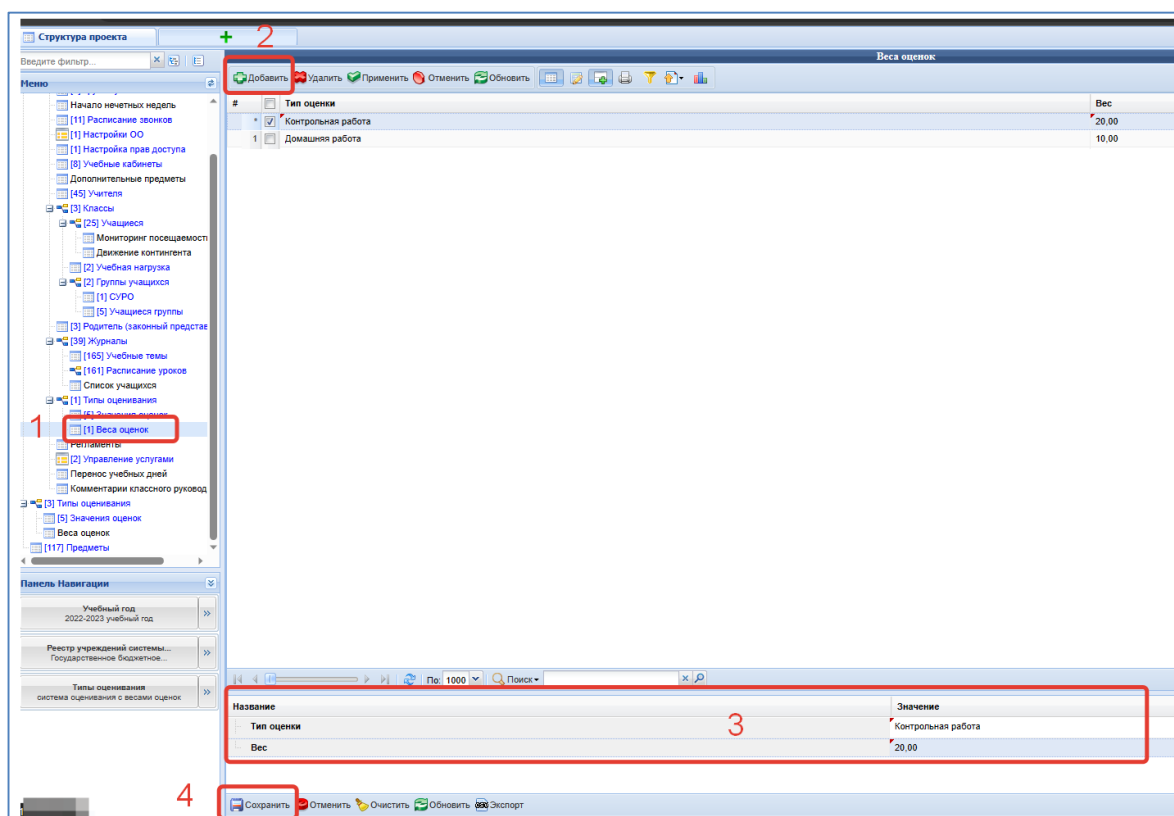 Структура проекта
+
2
Введите фильтр...
Веса оценок
Меню
Добавить Удалить Применить Отменить Обновить
# Тип оценки Вес
* Контрольная работа 20,00
1 Домашняя работа 10,00
Начало нечетных недель
[11] Расписание звонков
[1] Настройки ОО
[1] Настройка прав доступа
[8] Учебные кабинеты
Дополнительные предметы
[45] Учителя
[3] Классы
[25] Учащиеся
Мониторинг посещаемост
Движение контингента
[2] Учебная нагрузка
[2] Группы учащихся
[1] СУРО
[5] Учащиеся группы
[3] Родитель (законный представ
[39] Журналы
[165] Учебные темы
[161] Расписание уроков
Список учащихся
[1] Типы оценивания
[5] Значения оценок
1
[1] Веса оценок
Регламенты
[2] Управление услугами
Перенос учебных дней
Комментарии классного руковод
[3] Типы оценивания
[5] Значения оценок
Веса оценок
[117] Предметы
Панель Навигации
Учебный год
2022-2023 учебный год
Реестр учреждений системы...
Государственное бюджетное...
Типы оценивания
система оценивания с весами оценок
По: 1000 Поиск
Название Значение
Тип оценки Контрольная работа
3
Вес 20,00
4
Сохранить Отменить Очистить Обновить Экспорт